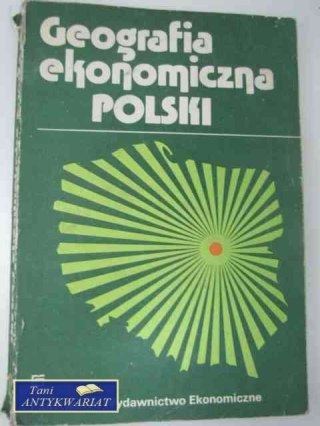 Geografia
ekonomiczna
POLSKI
ydawnictwo Ekonomiczne
Tani
ANTYKWARIAT